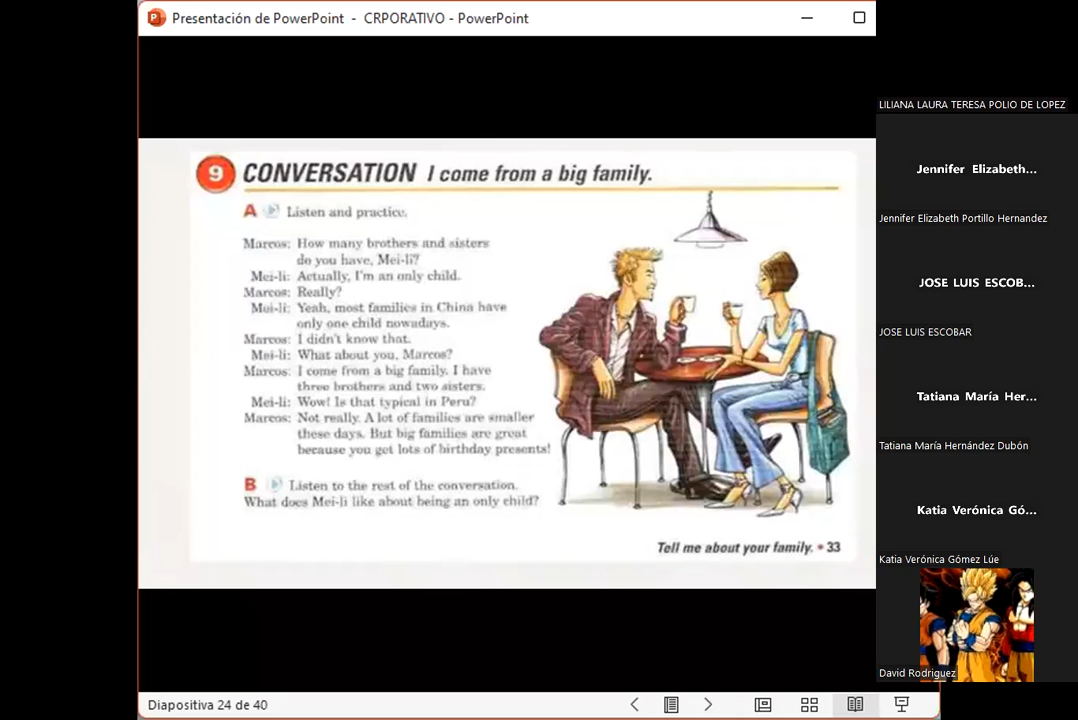 Presentación de PowerPoint - CRPORATIVO - PowerPoint
9 CONVERSATION I come from a big family.
A Listen and practice.
Marcos: How many brothers and sisters
do you have, Mei-li?
Mei-li: Actually, I'm an only child.
Marcos: Really?
Mei-li: Yeah, most families in China have
only one child nowadays.
Marcos: I didn't know that.
Mei-li: What about you, Marcos?
Marcos: I come from a big family. I have
three brothers and two sisters.
Mei-li: Wow! Is that typical in Peru?
Marcos: Not really. A lot of families are smaller
these days. But big families are great
because you get lots of birthday presents!
B Listen to the rest of the conversation.
What does Mei-li like about being an only child?
Tell me about your family. • 33
Diapositiva 24 de 40
LILIANA LAURA TERESA POLIO DE LOPEZ
Jennifer Elizabeth...
Jennifer Elizabeth Portillo Hernandez
JOSE LUIS ESCOB...
JOSE LUIS ESCOBAR
Tatiana María Her...
Tatiana María Hernández Dubón
Katia Verónica Gó...
Katia Verónica Gómez Lúe
David Rodriguez